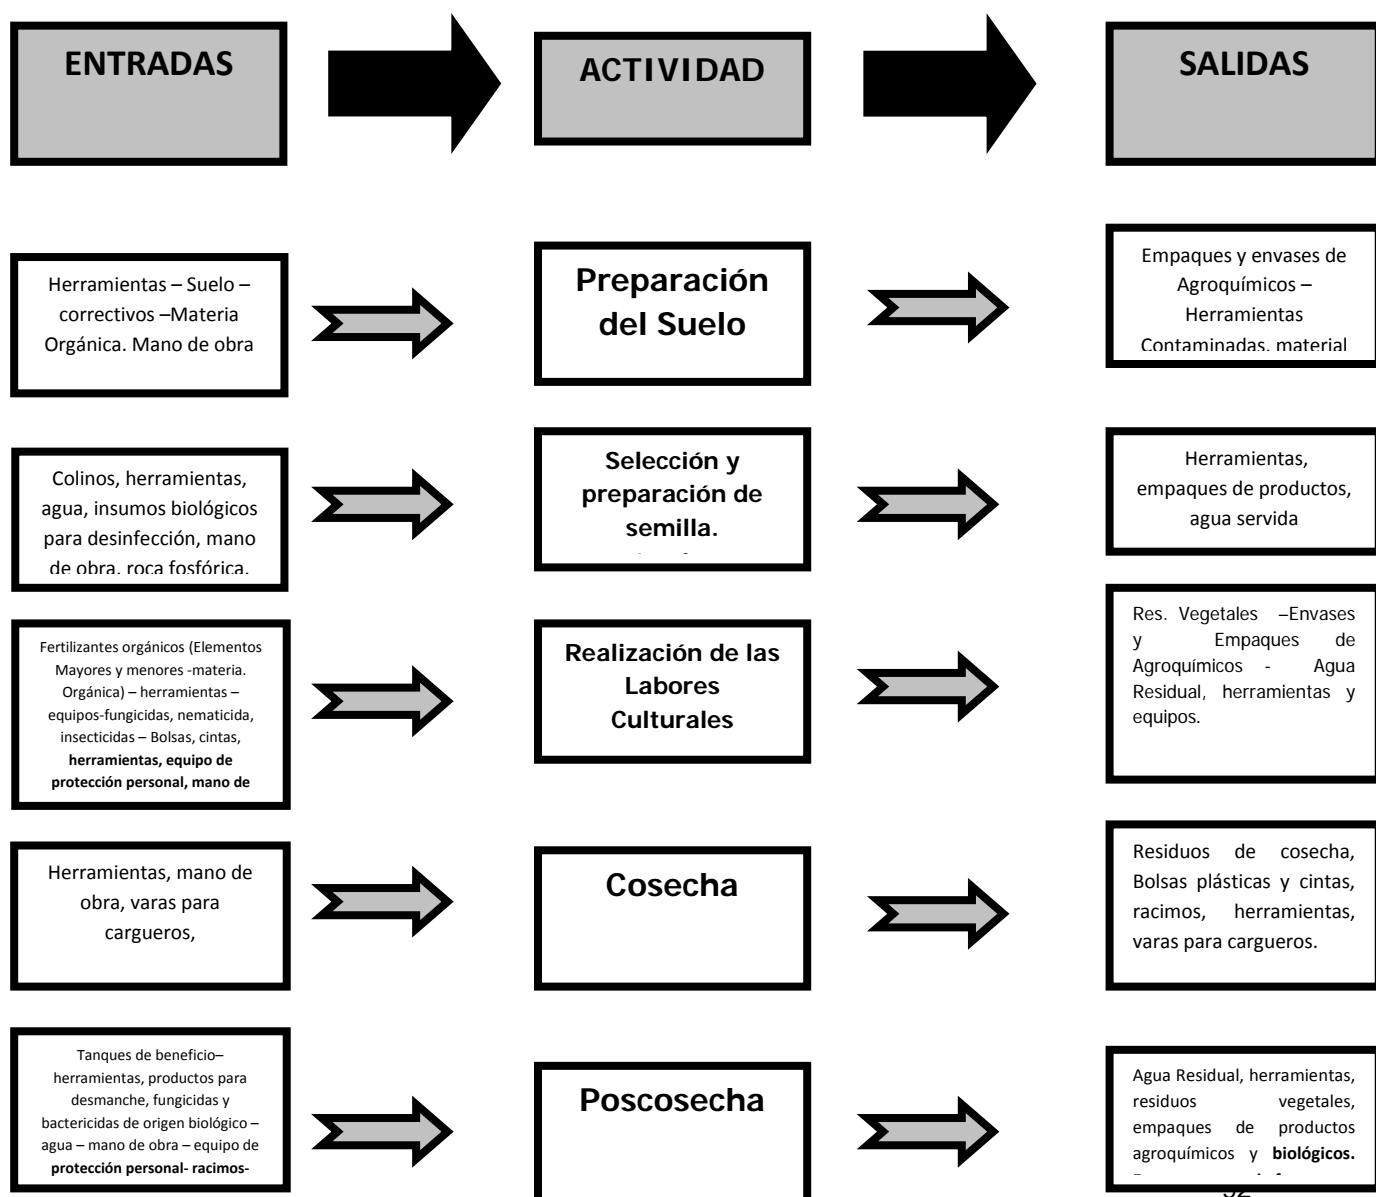 ENTRADAS
ACTIVIDAD
SALIDAS
Herramientas – Suelo –
correctivos –Materia
Orgánica. Mano de obra
Preparación
del Suelo
Empaques y envases de
Agroquímicos –
Herramientas
Contaminadas. material
Colinos, herramientas,
agua, insumos biológicos
para desinfección, mano
de obra. roca fosfórica.
Selección y
preparación de
semilla.
Herramientas,
empaques de productos,
agua servida
Fertilizantes orgánicos (Elementos
Mayores y menores -materia.
Orgánica) – herramientas –
equipos-fungicidas, nematicida,
insecticidas – Bolsas, cintas,
herramientas, equipo de
protección personal, mano de
Realización de las
Labores
Culturales
Res. Vegetales –Envases
y Empaques de
Agroquímicos - Agua
Residual, herramientas y
equipos.
Herramientas, mano de
obra, varas para
cargueros,
Cosecha
Residuos de cosecha,
Bolsas plásticas y cintas,
racimos, herramientas,
varas para cargueros.
Tanques de beneficio–
herramientas, productos para
desmanche, fungicidas y
bactericidas de origen biológico –
agua – mano de obra – equipo de
protección personal- racimos-
Poscosecha
Agua Residual, herramientas,
residuos vegetales,
empaques de productos
agroquímicos y biológicos.